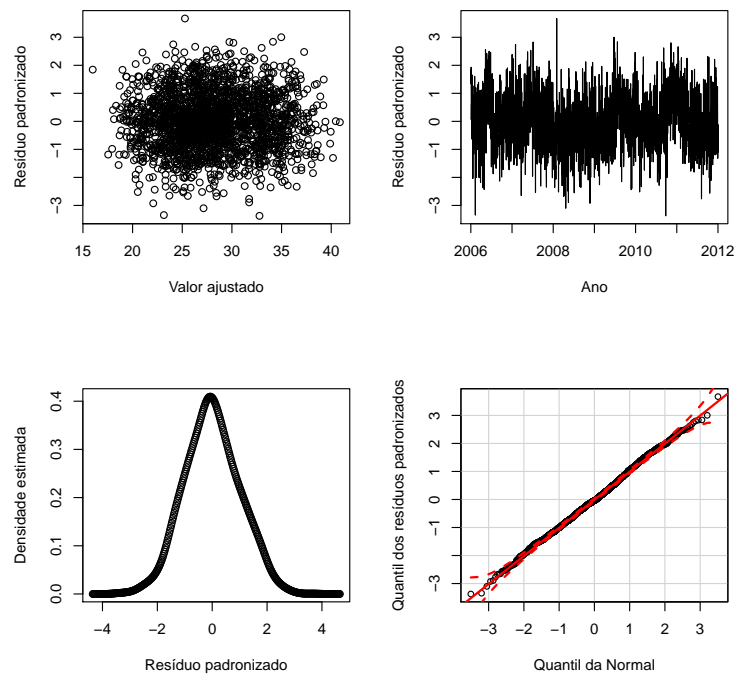 Resíduo padronizado
3
2
1
0
−1
−3
15 20 25 30 35 40
Valor ajustado
Resíduo padronizado
3
2
1
0
−1
−3
2006 2008 2010 2012
Ano
Densidade estimada
0.4
0.3
0.2
0.1
0.0
−4 −2 0 2 4
Resíduo padronizado
Quantil dos resíduos padronizados
3
2
1
0
−1
−3
−3 −2 −1 0 1 2 3
Quantil da Normal